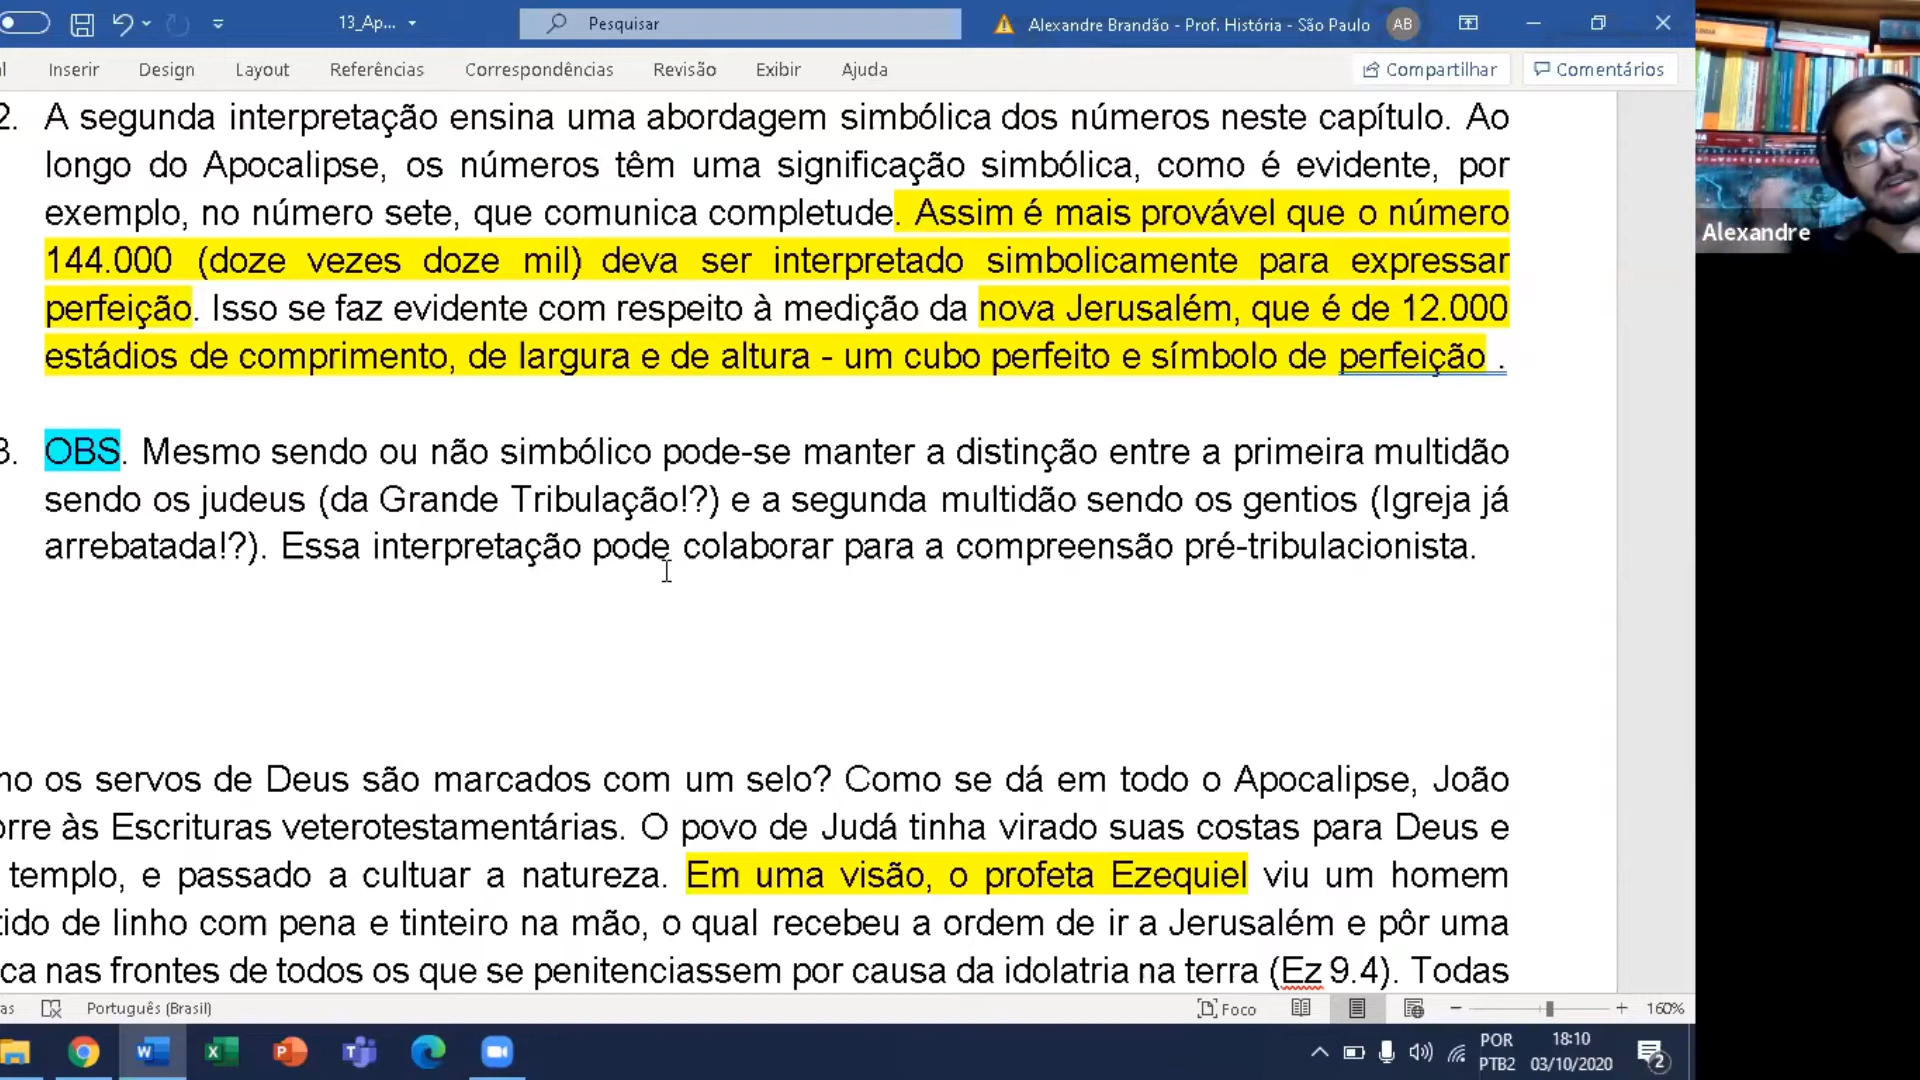 13_Ap...
Pesquisar
Alexandre Brandão - Prof. História - São Paulo
AB
Inserir
Design
Layout
Referências
Correspondências
Revisão
Exibir
Ajuda
Compartilhar
Comentários
2. A segunda interpretação ensina uma abordagem simbólica dos números neste capítulo. Ao
longo do Apocalipse, os números têm uma significação simbólica, como é evidente, por
exemplo, no número sete, que comunica completude. Assim é mais provável que o número
144.000 (doze vezes doze mil) deva ser interpretado simbolicamente para expressar
perfeição. Isso se faz evidente com respeito à medição da nova Jerusalém, que é de 12.000
estádios de comprimento, de largura e de altura - um cubo perfeito e símbolo de perfeição .
3. OBS. Mesmo sendo ou não simbólico pode-se manter a distinção entre a primeira multidão
sendo os judeus (da Grande Tribulação!?) e a segunda multidão sendo os gentios (Igreja já
arrebatada!?). Essa interpretação pode colaborar para a compreensão pré-tribulacionista.
mo os servos de Deus são marcados com um selo? Como se dá em todo o Apocalipse, João
orre às Escrituras veterotestamentárias. O povo de Judá tinha virado suas costas para Deus e
templo, e passado a cultuar a natureza. Em uma visão, o profeta Ezequiel viu um homem
tido de linho com pena e tinteiro na mão, o qual recebeu a ordem de ir a Jerusalém e pôr uma
ca nas frontes de todos os que se penitenciassem por causa da idolatria na terra (Ez 9.4). Todas
Alexandre
as
Português (Brasil)
Foco
160%
POR
PTB2
18:10
03/10/2020
2